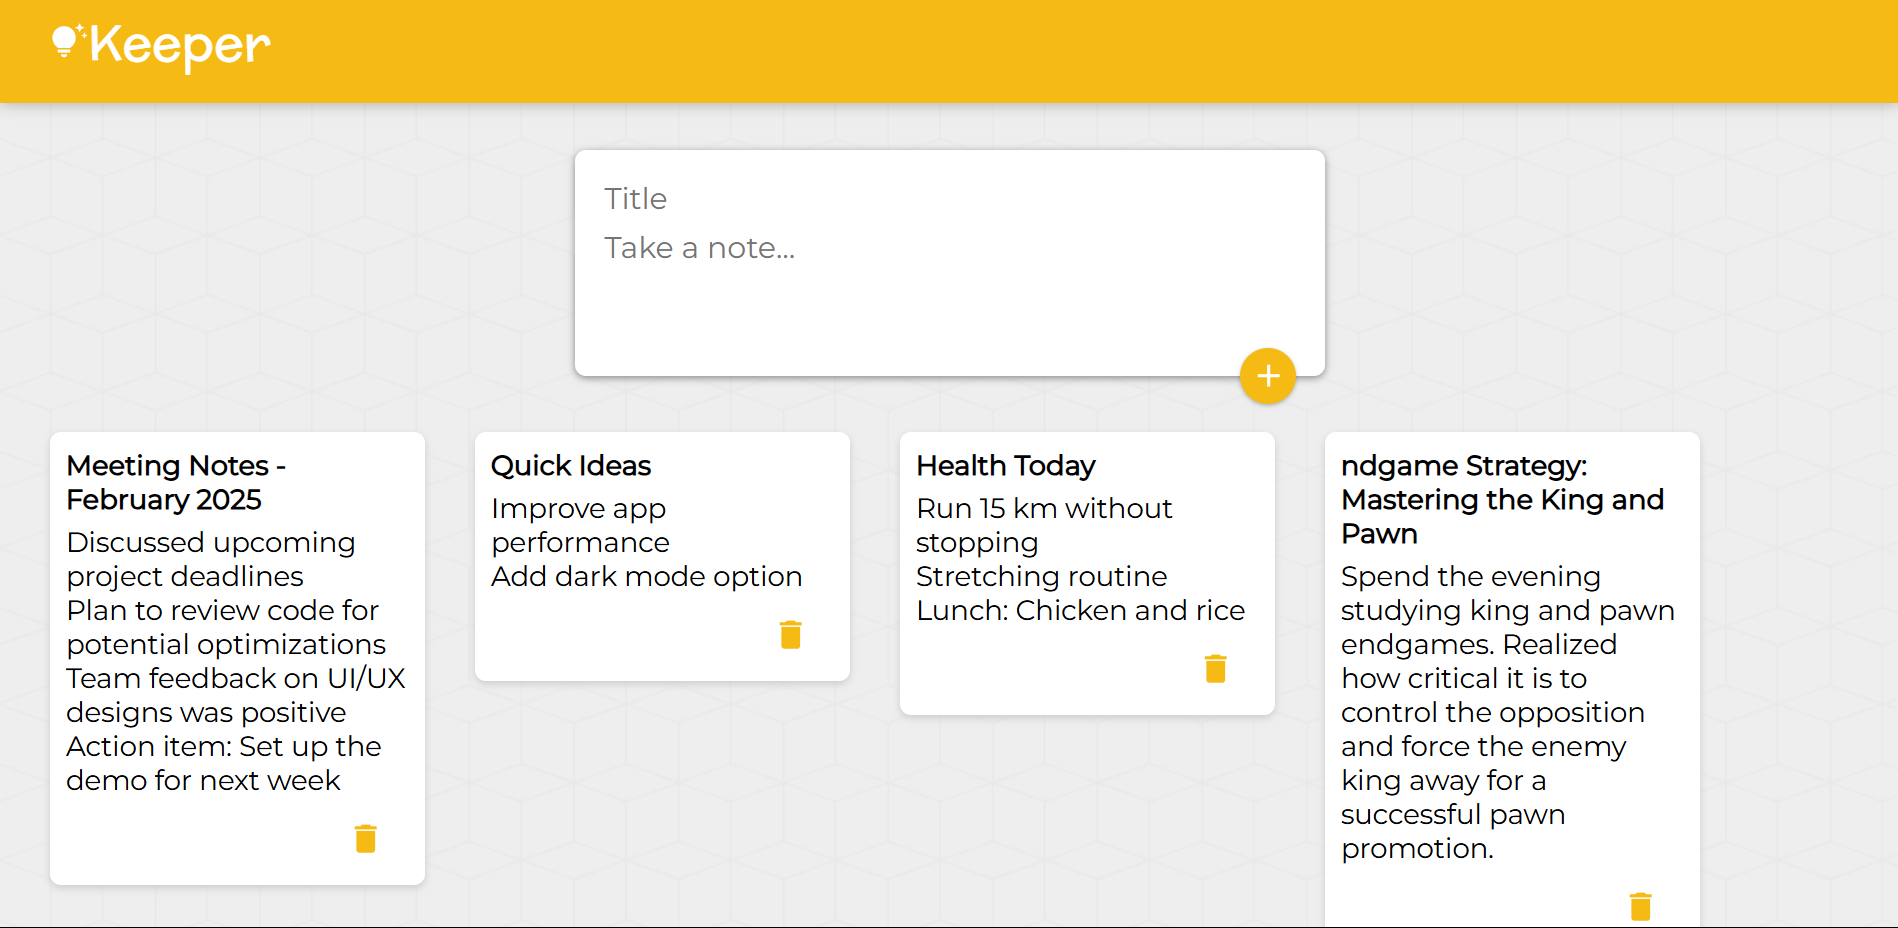 Keeper
Title
Take a note...
Meeting Notes -
February 2025
Discussed upcoming
project deadlines
Plan to review code for
potential optimizations
Team feedback on UI/UX
designs was positive
Action item: Set up the
demo for next week
Quick Ideas
Improve app
performance
Add dark mode option
Health Today
Run 15 km without
stopping
Stretching routine
Lunch: Chicken and rice
ndgame Strategy:
Mastering the King and
Pawn
Spend the evening
studying king and pawn
endgames. Realized
how critical it is to
control the opposition
and force the enemy
king away for a
successful pawn
promotion.